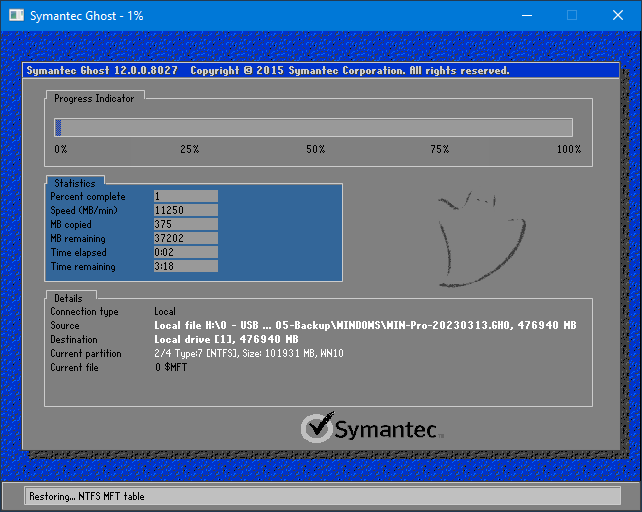 Symantec Ghost - 1%
Symantec Ghost 12.0.0.8027 Copyright © 2015 Symantec Corporation. All rights reserved.
Progress Indicator
0% 25% 50% 75% 100%
Statistics
Percent complete 1
Speed (MB/min) 11250
MB copied 375
MB remaining 37202
Time elapsed 0:02
Time remaining 3:18
Details
Connection type Local
Source Local file H:\0 - USB ... 05-Backup\WINDOWS\WIN-Pro-20230313.GHO, 476940 MB
Destination Local drive [1], 476940 MB
Current partition 2/4 Type:7 [NTFS], Size: 101931 MB, WN10
Current file 0 $MFT
Symantec™
Restoring... NTFS MFT table